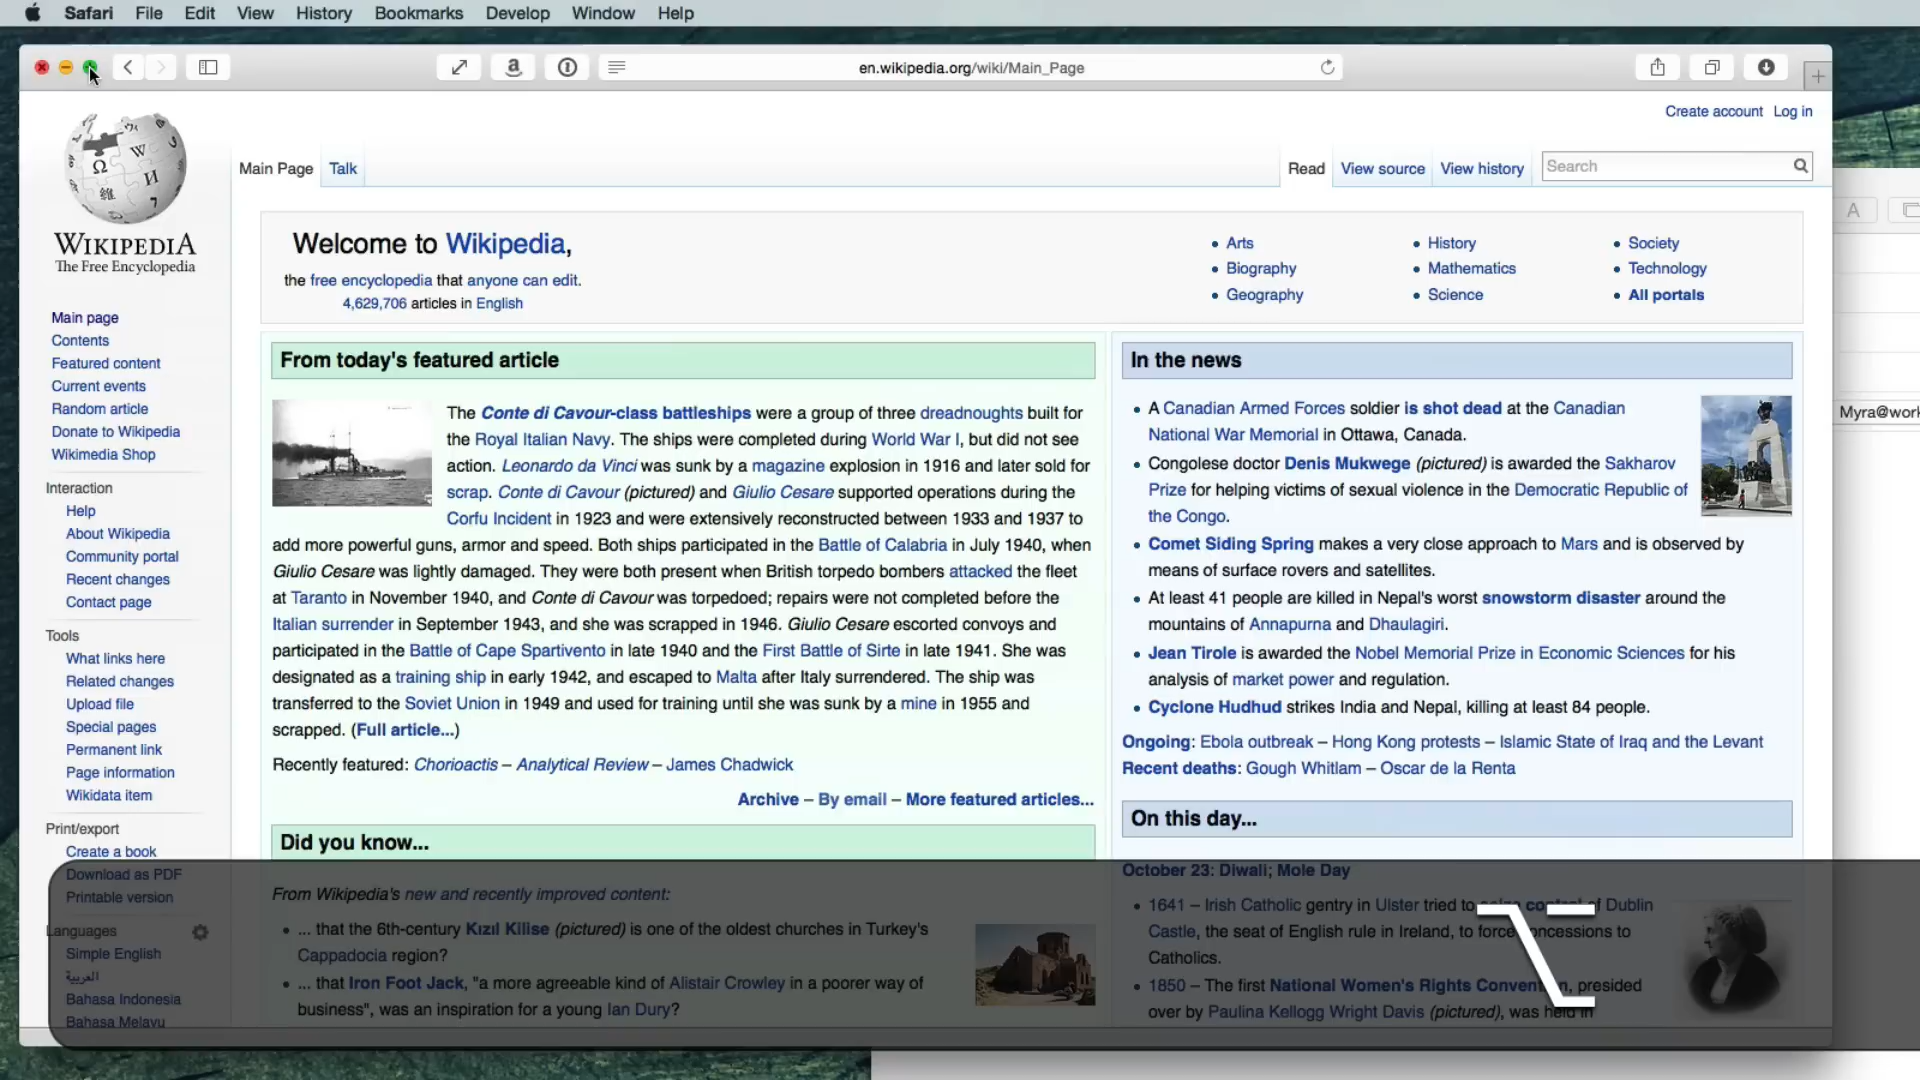 Safari File Edit View History Bookmarks Develop Window Help
en.wikipedia.org/wiki/Main_Page
Create account Log in
Main Page Talk Read View source View history Search
A
WIKIPEDIA
The Free Encyclopedia
Welcome to Wikipedia,
the free encyclopedia that anyone can edit.
4,629,706 articles in English
Arts History Society
Biography Mathematics Technology
Geography Science All portals
Main page
Contents
Featured content
Current events
Random article
Donate to Wikipedia
Wikimedia Shop
Interaction
Help
About Wikipedia
Community portal
Recent changes
Contact page
Tools
What links here
Related changes
Upload file
Special pages
Permanent link
Page information
Wikidata item
Print/export
Create a book
Download as PDF
Printable version
Languages
Simple English
العربية
Bahasa Indonesia
Bahasa Melayu
From today's featured article
The Conte di Cavour-class battleships were a group of three dreadnoughts built for
the Royal Italian Navy. The ships were completed during World War I, but did not see
action. Leonardo da Vinci was sunk by a magazine explosion in 1916 and later sold for
scrap. Conte di Cavour (pictured) and Giulio Cesare supported operations during the
Corfu Incident in 1923 and were extensively reconstructed between 1933 and 1937 to
add more powerful guns, armor and speed. Both ships participated in the Battle of Calabria in July 1940, when
Giulio Cesare was lightly damaged. They were both present when British torpedo bombers attacked the fleet
at Taranto in November 1940, and Conte di Cavour was torpedoed; repairs were not completed before the
Italian surrender in September 1943, and she was scrapped in 1946. Giulio Cesare escorted convoys and
participated in the Battle of Cape Spartivento in late 1940 and the First Battle of Sirte in late 1941. She was
designated as a training ship in early 1942, and escaped to Malta after Italy surrendered. The ship was
transferred to the Soviet Union in 1949 and used for training until she was sunk by a mine in 1955 and
scrapped. (Full article...)
Recently featured: Chorioactis – Analytical Review – James Chadwick
Archive – By email – More featured articles...
Did you know...
From Wikipedia's new and recently improved content:
... that the 6th-century Kızıl Kilise (pictured) is one of the oldest churches in Turkey's
Cappadocia region?
... that Iron Foot Jack, "a more agreeable kind of Alistair Crowley in a poorer way of
business", was an inspiration for a young Ian Dury?
In the news
A Canadian Armed Forces soldier is shot dead at the Canadian
National War Memorial in Ottawa, Canada.
Congolese doctor Denis Mukwege (pictured) is awarded the Sakharov
Prize for helping victims of sexual violence in the Democratic Republic of
the Congo.
Comet Siding Spring makes a very close approach to Mars and is observed by
means of surface rovers and satellites.
At least 41 people are killed in Nepal's worst snowstorm disaster around the
mountains of Annapurna and Dhaulagiri.
Jean Tirole is awarded the Nobel Memorial Prize in Economic Sciences for his
analysis of market power and regulation.
Cyclone Hudhud strikes India and Nepal, killing at least 84 people.
Ongoing: Ebola outbreak – Hong Kong protests – Islamic State of Iraq and the Levant
Recent deaths: Gough Whitlam – Oscar de la Renta
On this day...
October 23: Diwali; Mole Day
1641 – Irish Catholic gentry in Ulster tried to seize control of Dublin
Castle, the seat of English rule in Ireland, to force concessions to
Catholics.
1850 – The first National Women's Rights Convention, presided
over by Paulina Kellogg Wright Davis (pictured), was held in
Myra@work